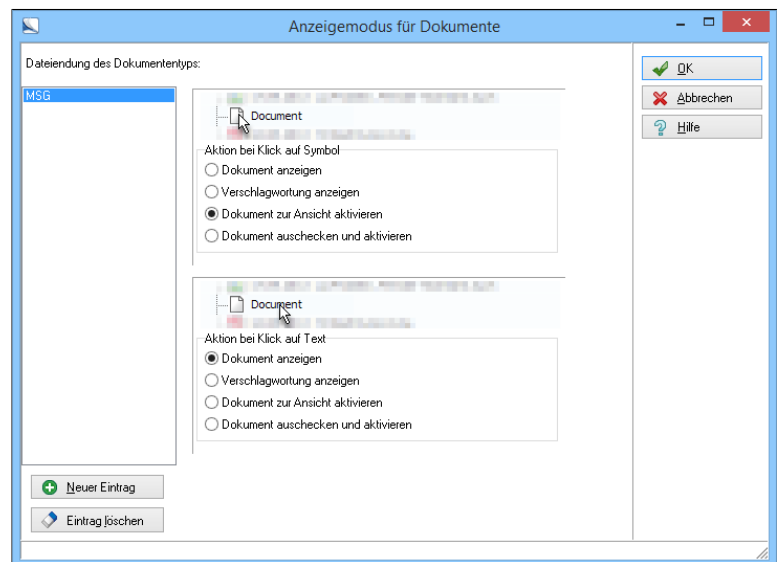 Anzeigemodus für Dokumente
Dateiendung des Dokumententyps:
MSG
Document
Aktion bei Klick auf Symbol
Dokument anzeigen
Verschlagwortung anzeigen
Dokument zur Ansicht aktivieren
Dokument auschecken und aktivieren
Document
Aktion bei Klick auf Text
Dokument anzeigen
Verschlagwortung anzeigen
Dokument zur Ansicht aktivieren
Dokument auschecken und aktivieren
Neuer Eintrag
Eintrag löschen
OK
Abbrechen
Hilfe